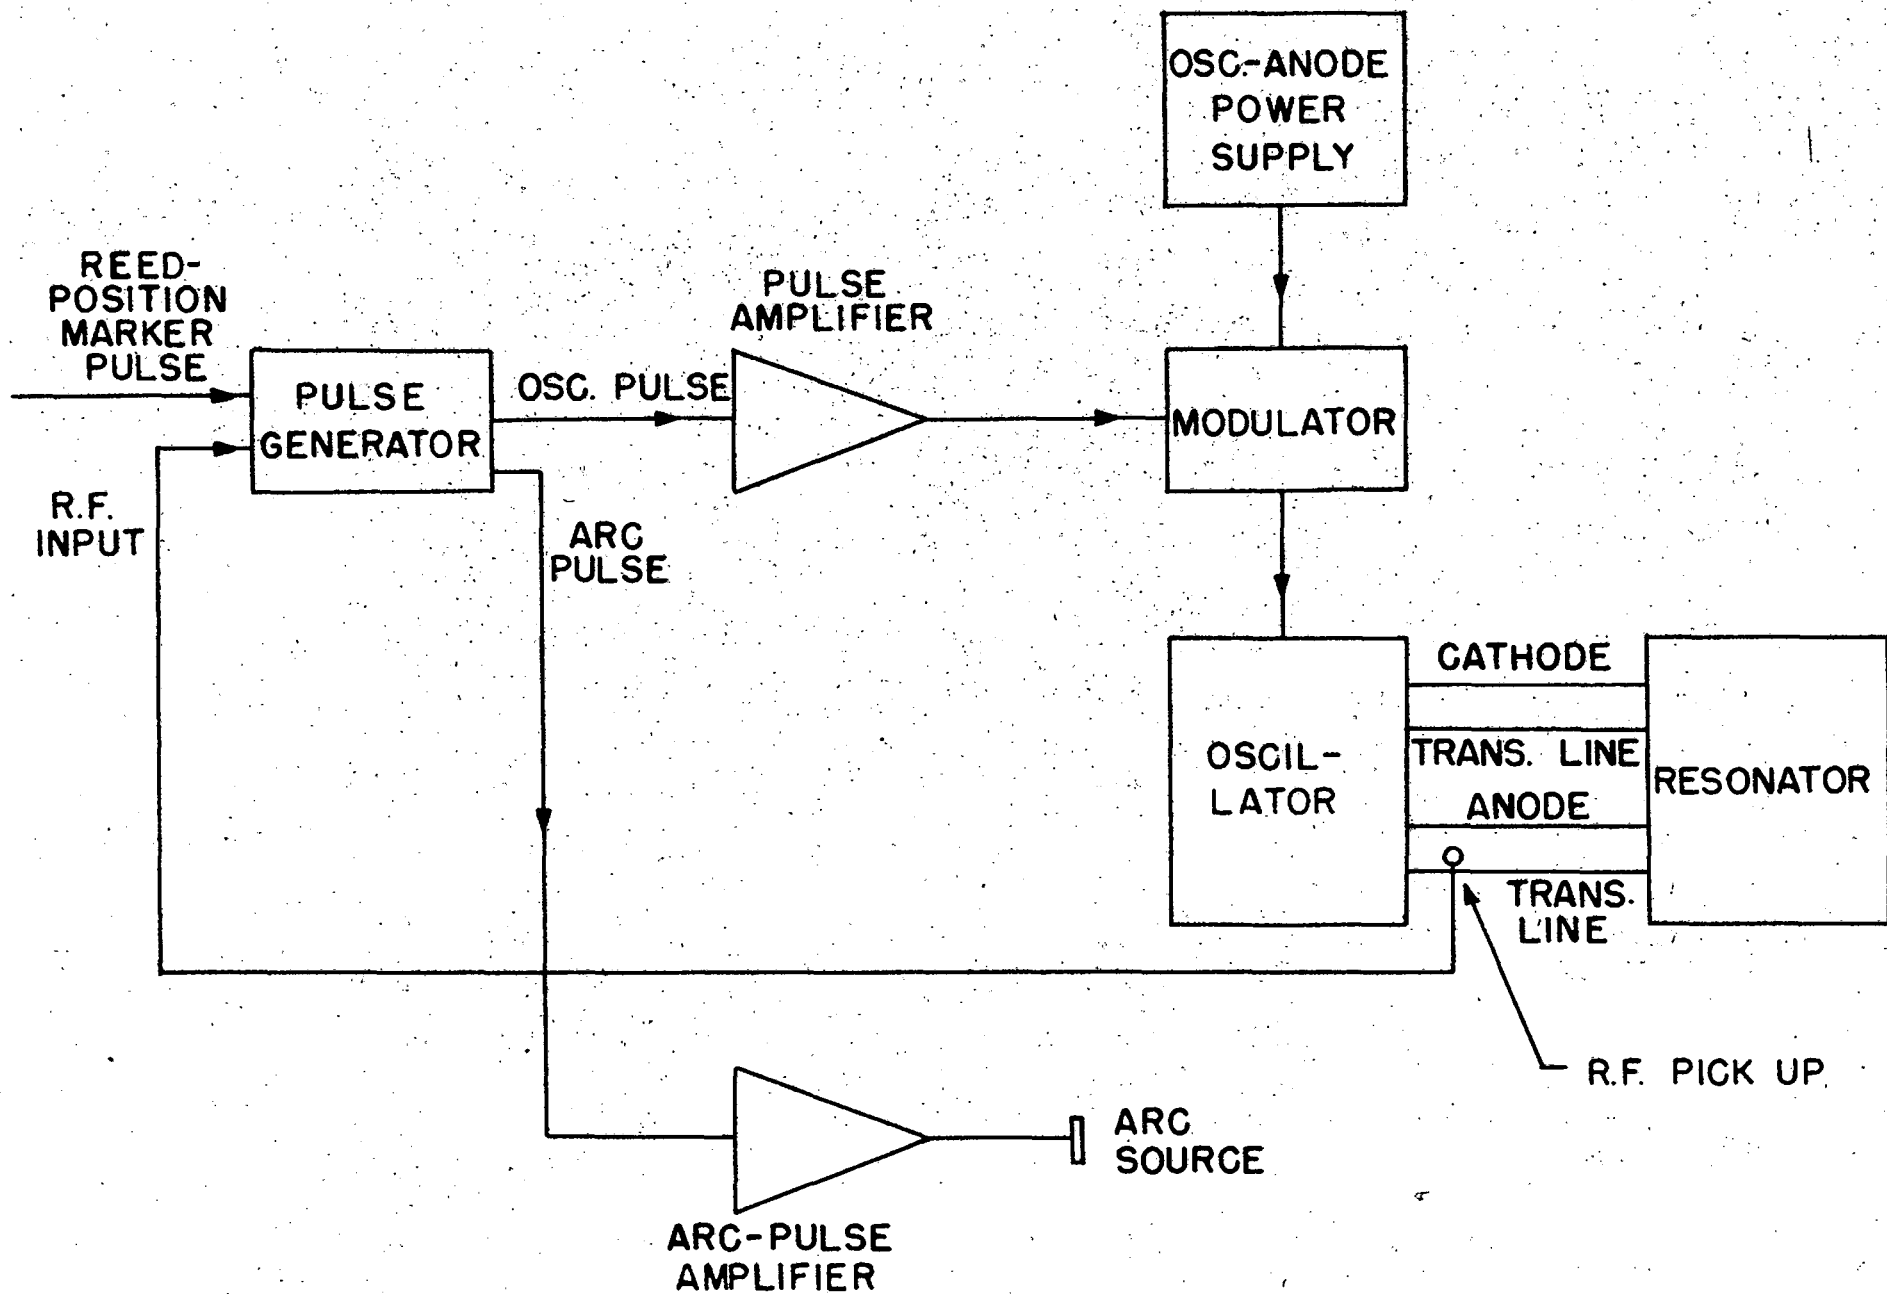 OSC.-ANODE
POWER
SUPPLY
REED-
POSITION
MARKER
PULSE
PULSE
AMPLIFIER
PULSE
GENERATOR
OSC. PULSE
MODULATOR
R.F.
INPUT
ARC
PULSE
CATHODE
TRANS. LINE
OSCIL-
LATOR
ANODE
RESONATOR
TRANS.
LINE
R.F. PICK UP
ARC
SOURCE
ARC-PULSE
AMPLIFIER